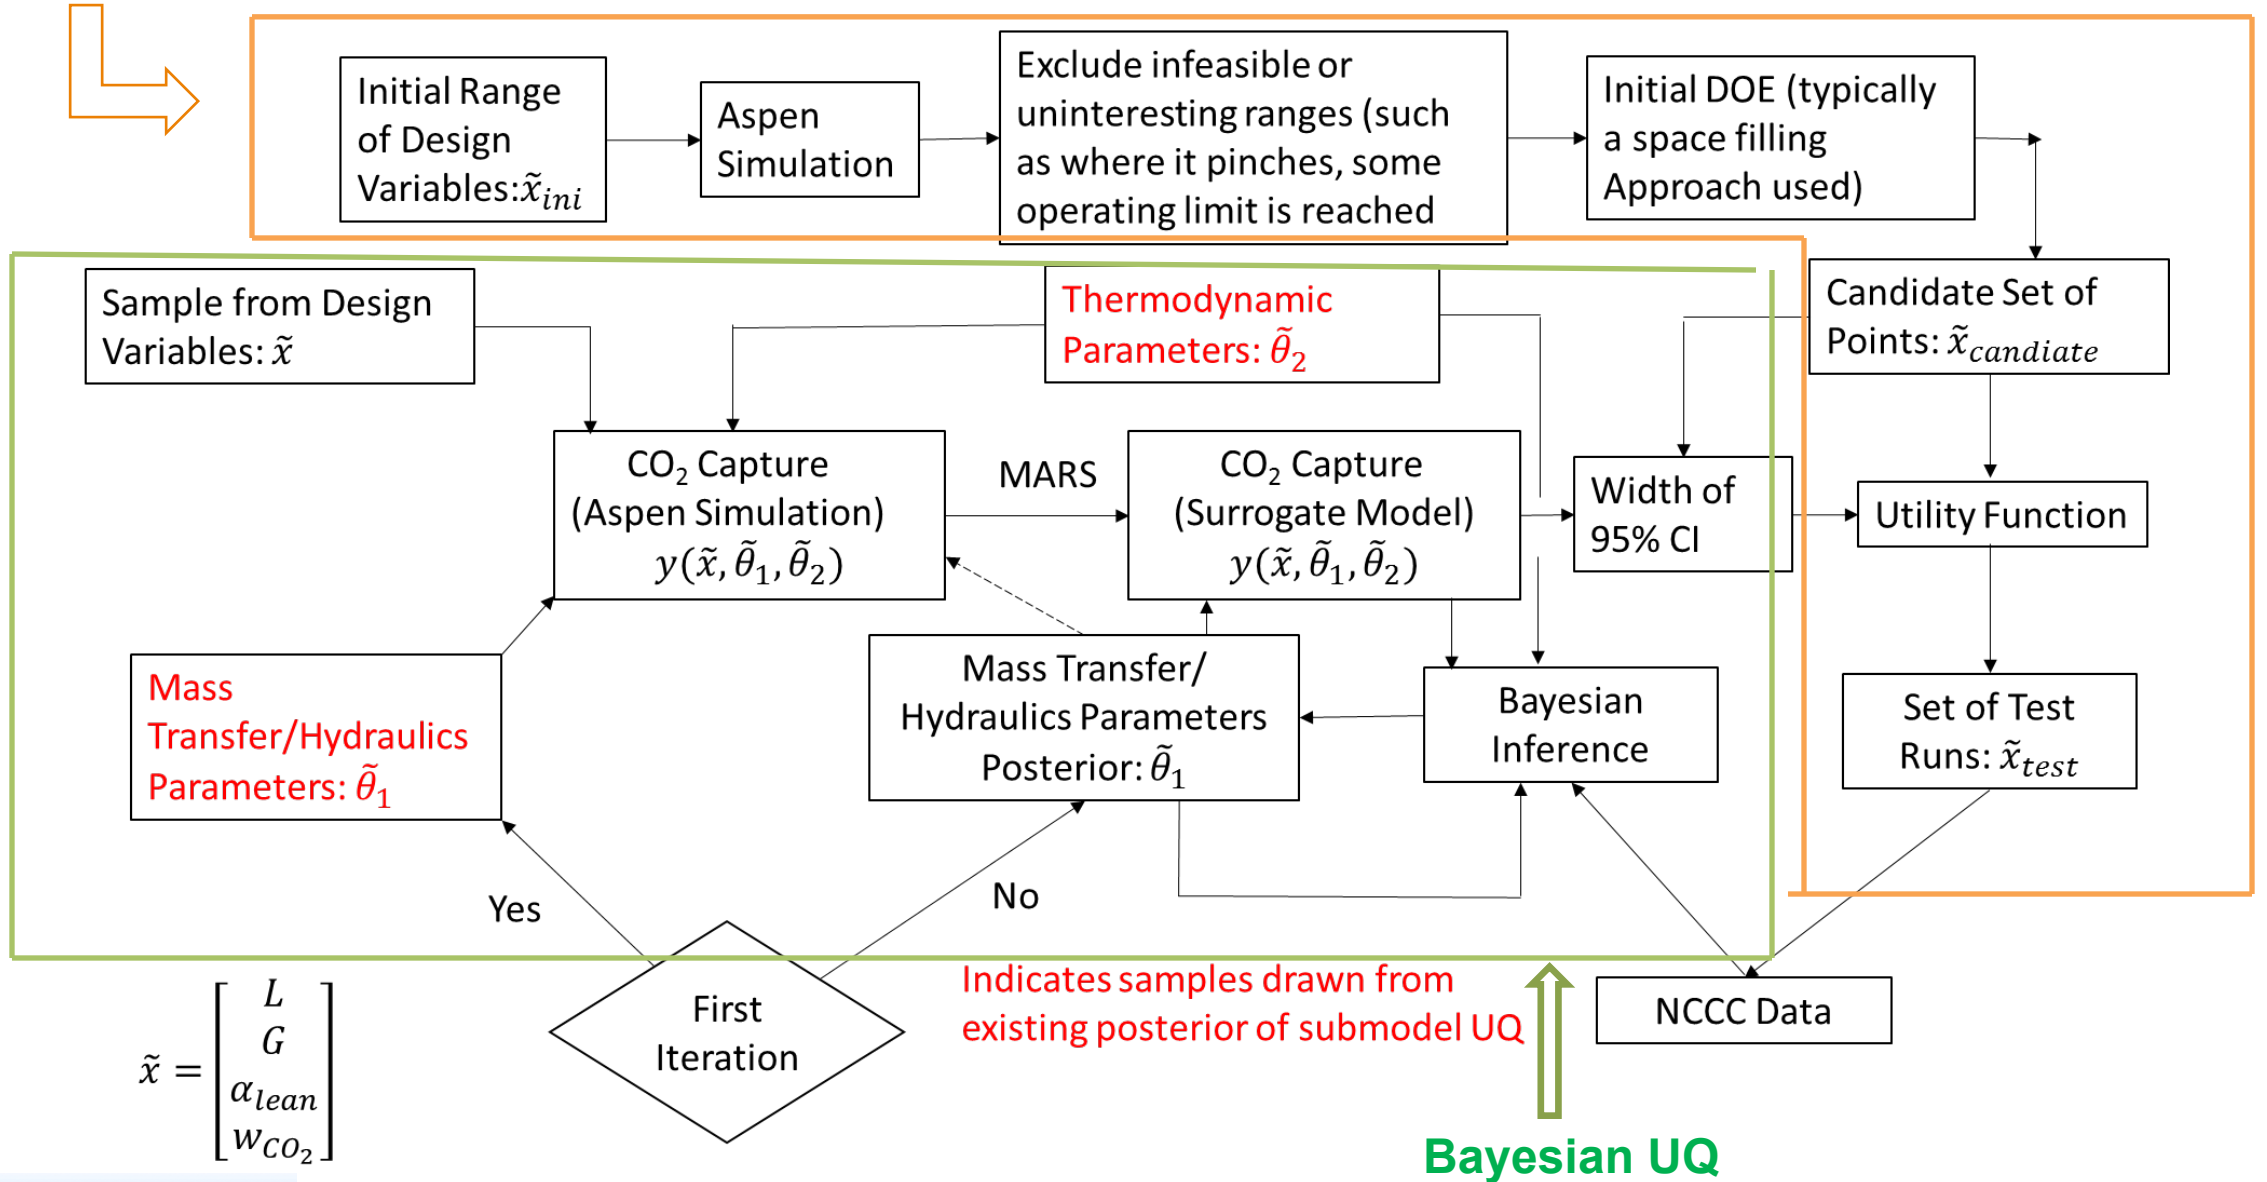 Initial Range
of Design
Variables:x̃ini
Aspen
Simulation
Exclude infeasible or
uninteresting ranges (such
as where it pinches, some
operating limit is reached
Initial DOE (typically
a space filling
Approach used)
Sample from Design
Variables: x̃
Thermodynamic
Parameters: θ̃2
Candidate Set of
Points: x̃candiate
CO2 Capture
(Aspen Simulation)
y(x̃, θ̃1, θ̃2)
MARS
CO2 Capture
(Surrogate Model)
y(x̃, θ̃1, θ̃2)
Width of
95% CI
Utility Function
Mass
Transfer/Hydraulics
Parameters: θ̃1
Mass Transfer/
Hydraulics Parameters
Posterior: θ̃1
Bayesian
Inference
Set of Test
Runs: x̃test
Yes
No
First
Iteration
Indicates samples drawn from
existing posterior of submodel UQ
NCCC Data
x̃ =
L
G
αlean
wCO2
Bayesian UQ